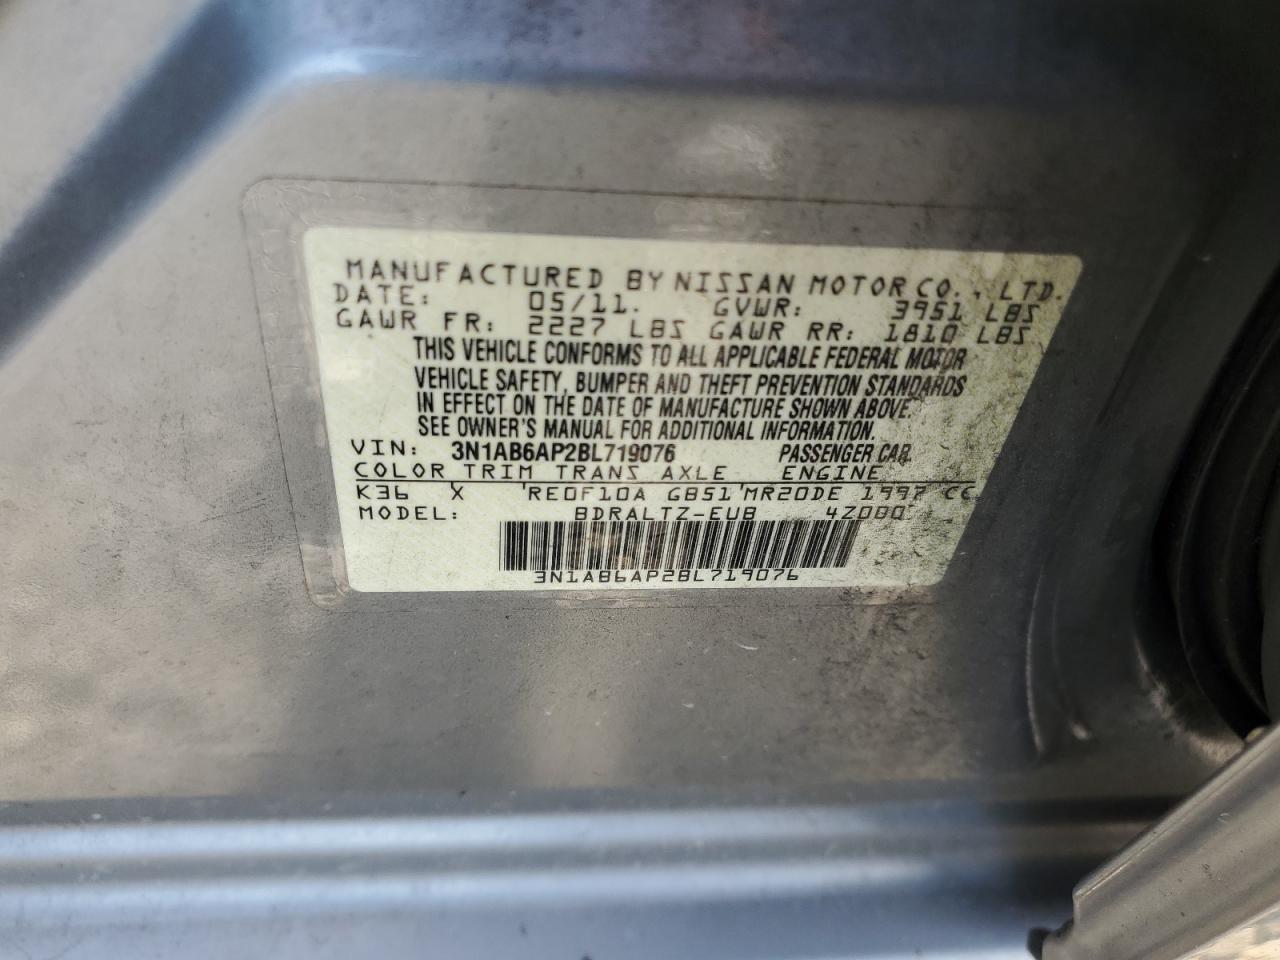 MANUFACTURED BY NISSAN MOTOR CO., LTD.
DATE: 05/11. GVWR: 3951 LBS
GAWR FR: 2227 LBS GAWR RR: 1810 LBS
THIS VEHICLE CONFORMS TO ALL APPLICABLE FEDERAL MOTOR
VEHICLE SAFETY, BUMPER AND THEFT PREVENTION STANDARDS
IN EFFECT ON THE DATE OF MANUFACTURE SHOWN ABOVE.
SEE OWNER'S MANUAL FOR ADDITIONAL INFORMATION.
VIN: 3N1AB6AP2BL719076 PASSENGER CAR
COLOR TRIM TRANS AXLE ENGINE
K36 X RE0F10A GB51 MR20DE 1997 CC
MODEL: BDRALTZ-EUB 4Z000
3N1AB6AP2BL719076